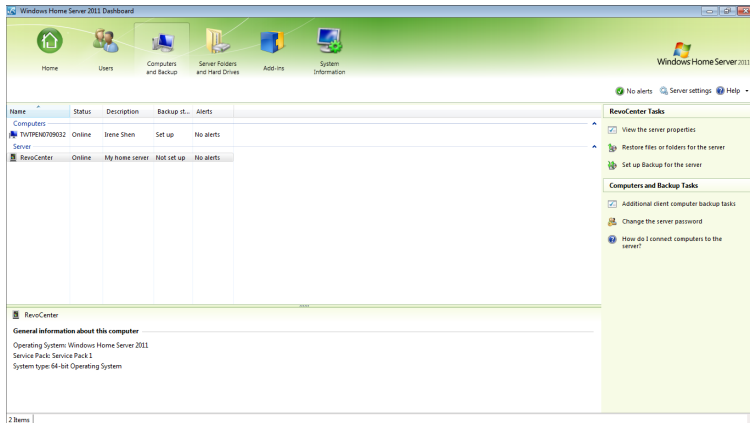 Windows Home Server 2011 Dashboard
Home
Users
Computers and Backup
Server Folders and Hard Drives
Add-ins
System Information
Windows Home Server 2011
No alerts Server settings Help
Name Status Description Backup st... Alerts
Computers
TWTPEN0709032 Online Irene Shen Set up No alerts
Server
RevoCenter Online My home server Not set up No alerts
RevoCenter Tasks
View the server properties
Restore files or folders for the server
Set up Backup for the server
Computers and Backup Tasks
Additional client computer backup tasks
Change the server password
How do I connect computers to the
server?
RevoCenter
General information about this computer
Operating System: Windows Home Server 2011
Service Pack: Service Pack 1
System type: 64-bit Operating System
2 Items